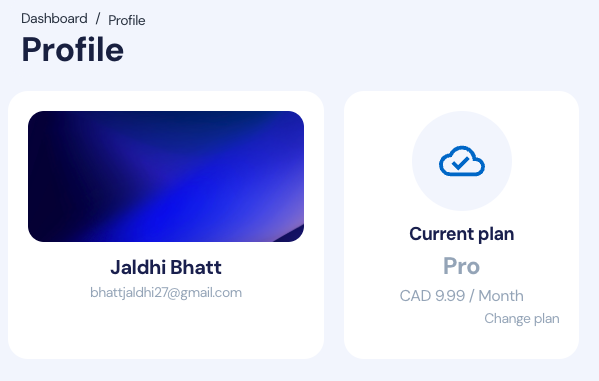 Dashboard / Profile
Profile
Jaldhi Bhatt
bhattjaldhi27@gmail.com
Current plan
Pro
CAD 9.99 / Month
Change plan